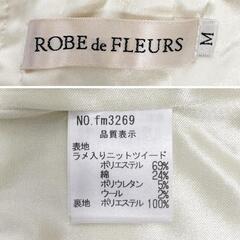 ROBE de FLEURS
M
NO.fm3269
品質表示
表地
ラメ入りニットツイード
ポリエステル 69%
綿 24%
ポリウレタン 5%
ウール 2%
裏地 ポリエステル 100%